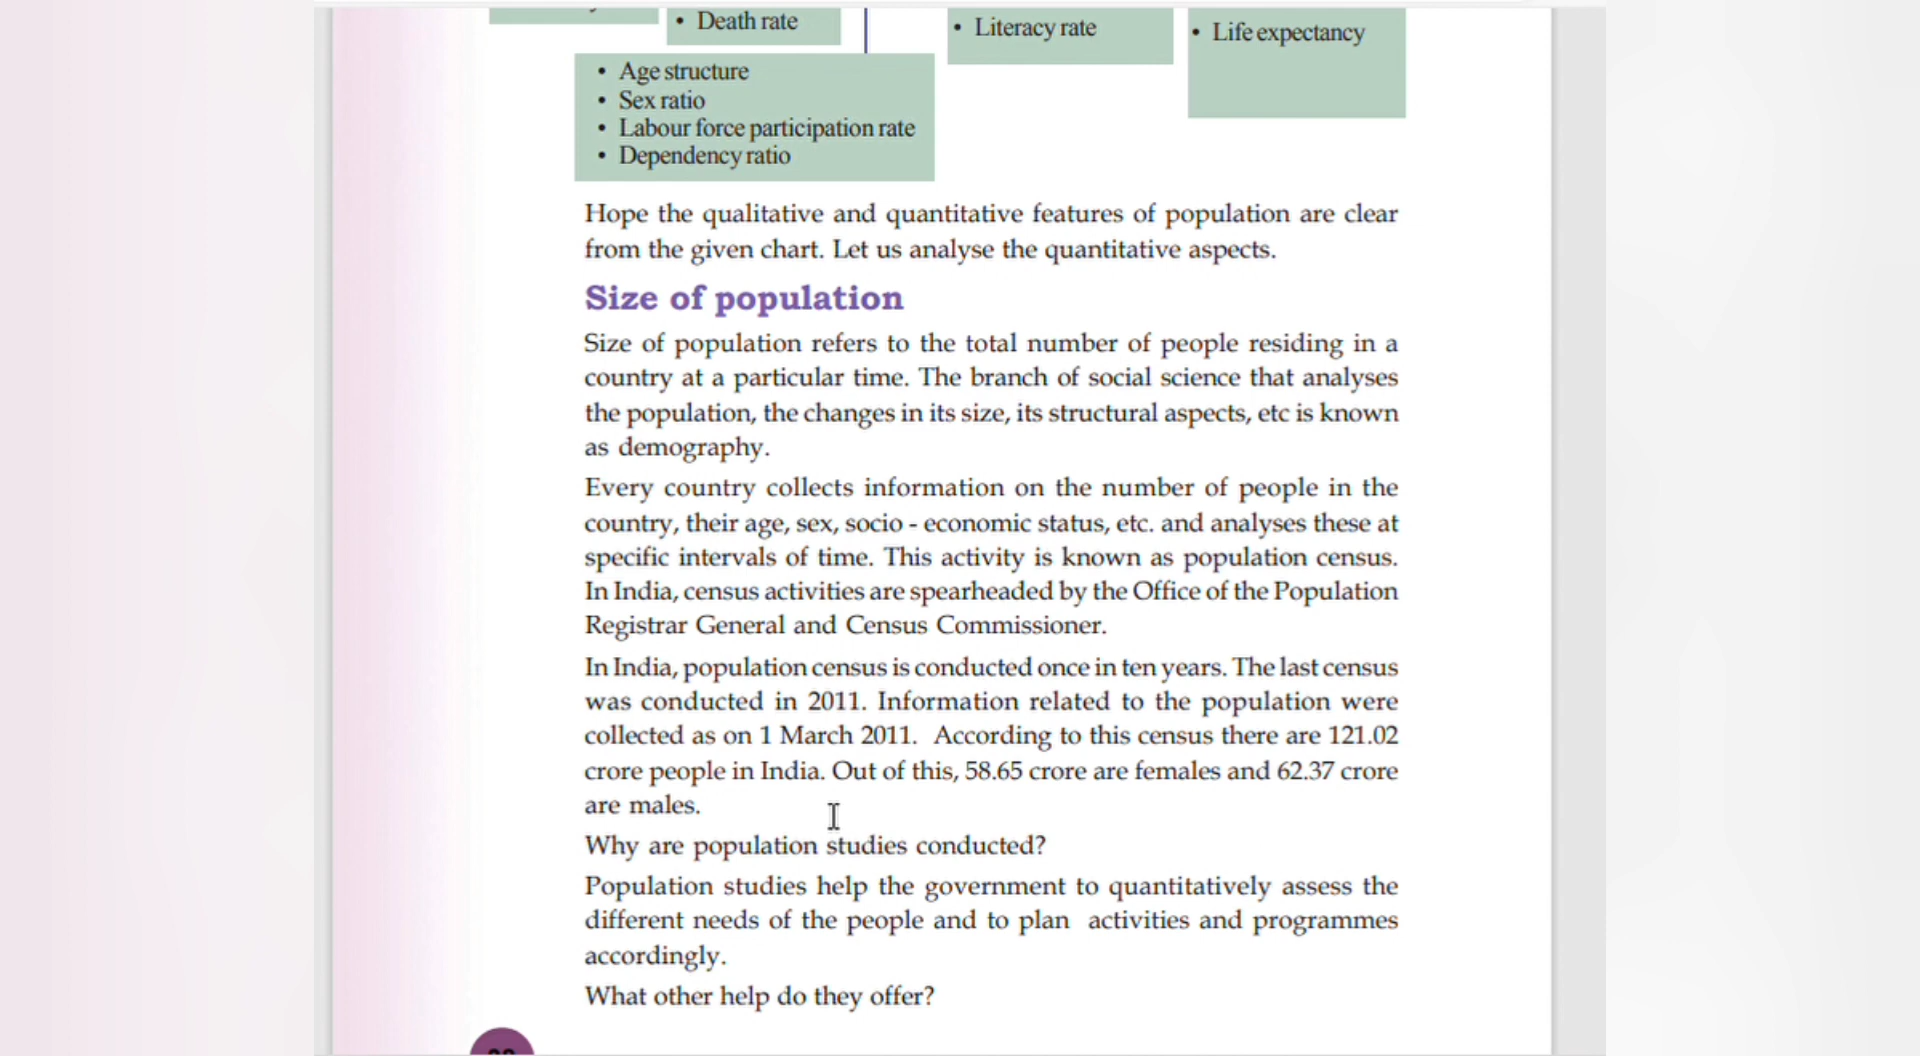 • Death rate
• Literacy rate
• Life expectancy
• Age structure
• Sex ratio
• Labour force participation rate
• Dependency ratio
Hope the qualitative and quantitative features of population are clear
from the given chart. Let us analyse the quantitative aspects.
Size of population
Size of population refers to the total number of people residing in a
country at a particular time. The branch of social science that analyses
the population, the changes in its size, its structural aspects, etc is known
as demography.
Every country collects information on the number of people in the
country, their age, sex, socio - economic status, etc. and analyses these at
specific intervals of time. This activity is known as population census.
In India, census activities are spearheaded by the Office of the Population
Registrar General and Census Commissioner.
In India, population census is conducted once in ten years. The last census
was conducted in 2011. Information related to the population were
collected as on 1 March 2011. According to this census there are 121.02
crore people in India. Out of this, 58.65 crore are females and 62.37 crore
are males.
Why are population studies conducted?
Population studies help the government to quantitatively assess the
different needs of the people and to plan activities and programmes
accordingly.
What other help do they offer?